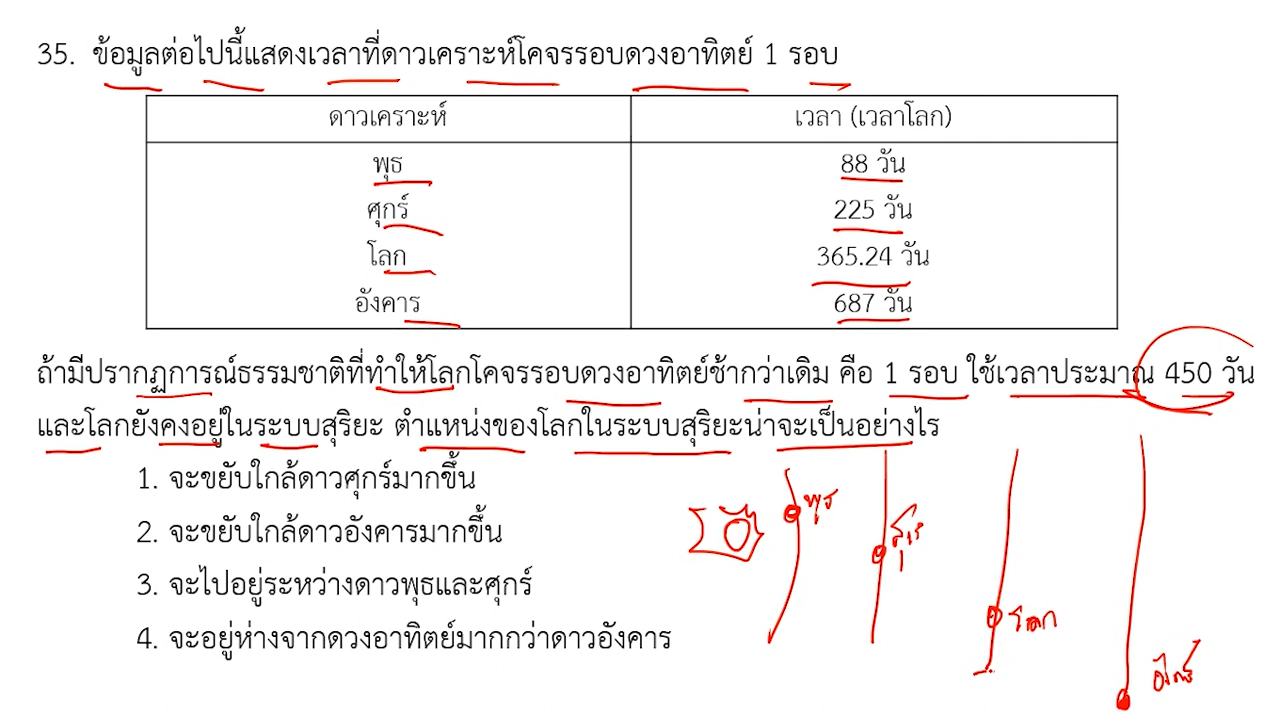 35. ข้อมูลต่อไปนี้แสดงเวลาที่ดาวเคราะห์โคจรรอบดวงอาทิตย์ 1 รอบ
ดาวเคราะห์ เวลา (เวลาโลก)
พุธ 88 วัน
ศุกร์ 225 วัน
โลก 365.24 วัน
อังคาร 687 วัน
ถ้ามีปรากฏการณ์ธรรมชาติที่ทำให้โลกโคจรรอบดวงอาทิตย์ช้ากว่าเดิม คือ 1 รอบ ใช้เวลาประมาณ 450 วัน
และโลกยังคงอยู่ในระบบสุริยะ ตำแหน่งของโลกในระบบสุริยะน่าจะเป็นอย่างไร
1. จะขยับใกล้ดาวศุกร์มากขึ้น
2. จะขยับใกล้ดาวอังคารมากขึ้น
3. จะไปอยู่ระหว่างดาวพุธและศุกร์
4. จะอยู่ห่างจากดวงอาทิตย์มากกว่าดาวอังคาร
พุธ
โลก